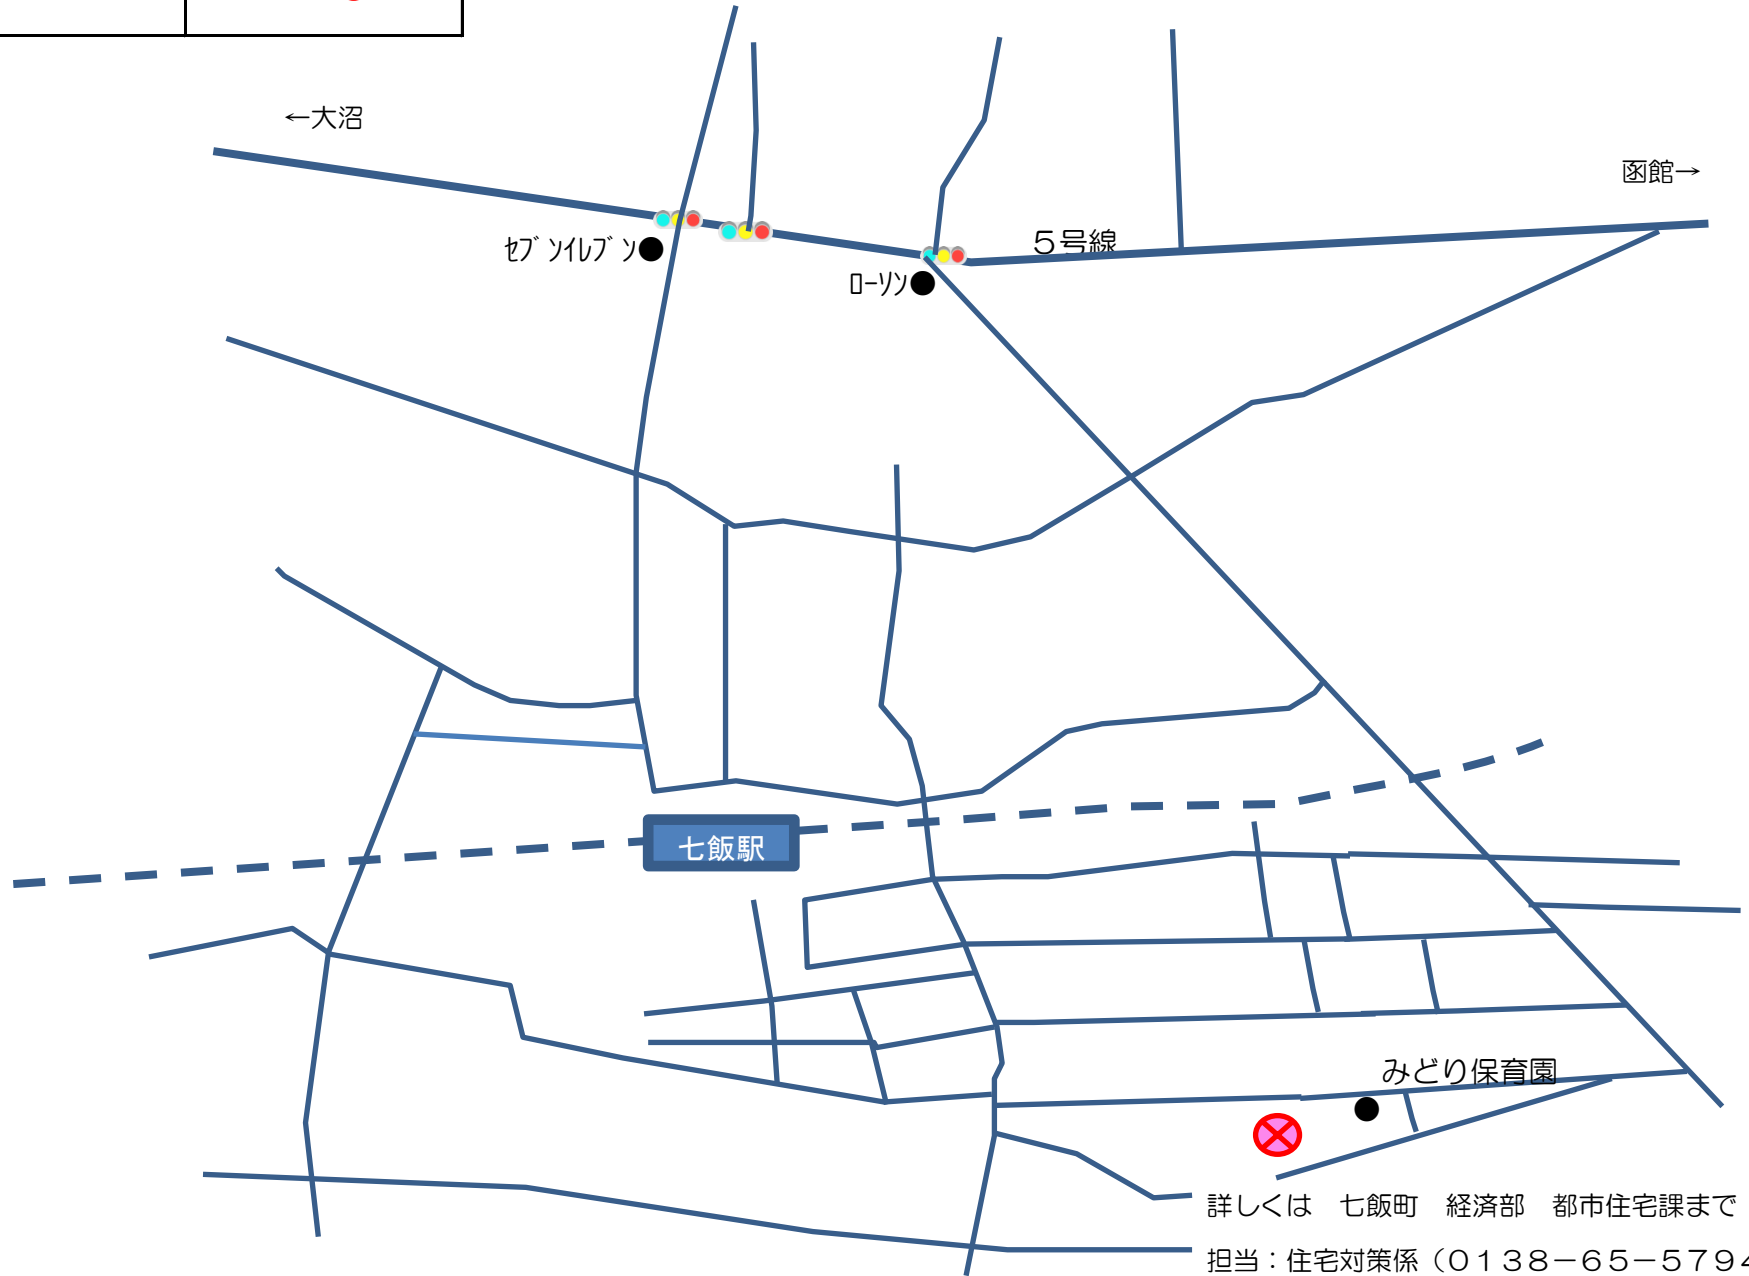 ←大沼
函館→
５号線
ｾﾌﾞﾝｲﾚﾌﾞﾝ
ﾛｰｿﾝ
七飯駅
みどり保育園
詳しくは　七飯町　経済部　都市住宅課まで
担当：住宅対策係（０１３８－６５－５７９４